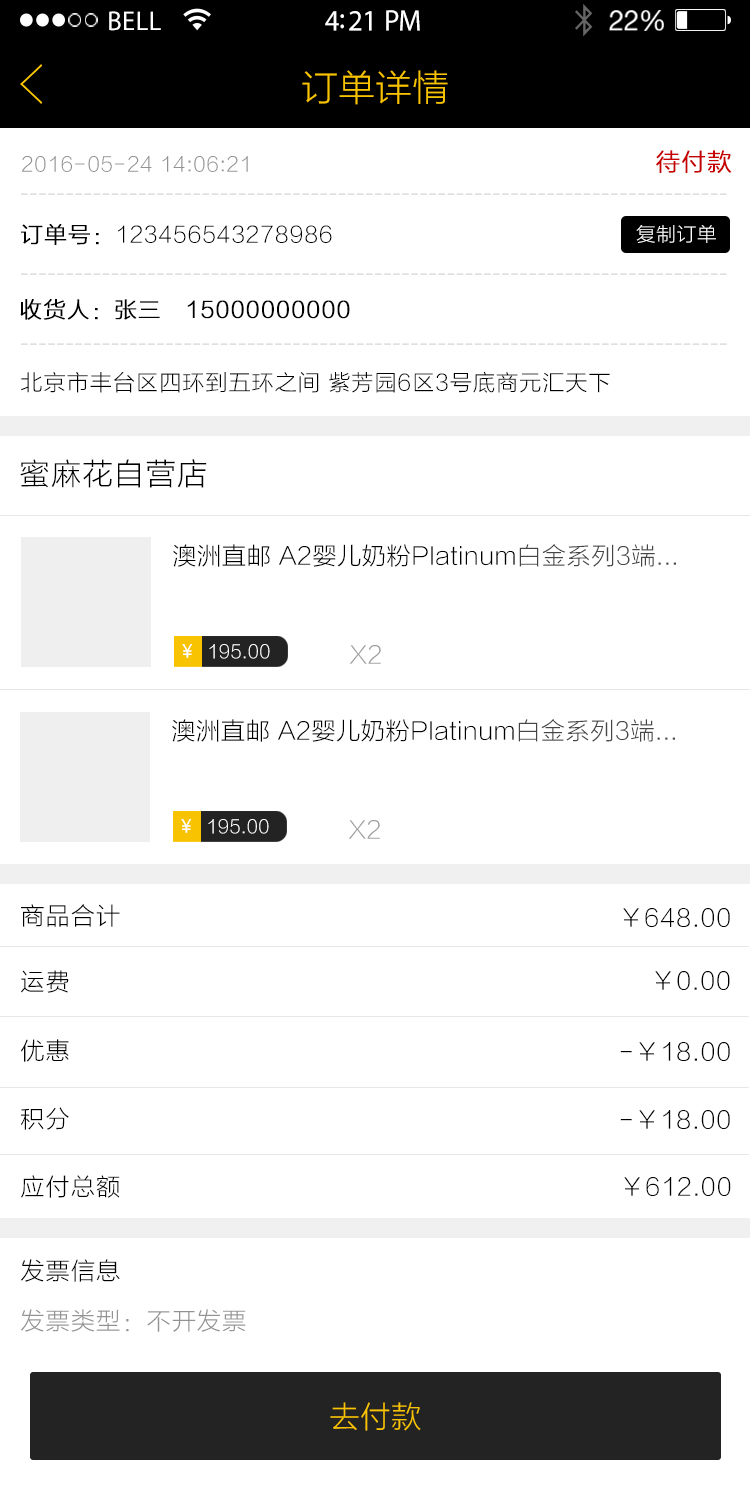 BELL 4:21 PM 22%
订单详情
2016-05-24 14:06:21 待付款
订单号：123456543278986 复制订单
收货人：张三 15000000000
北京市丰台区四环到五环之间 紫芳园6区3号底商元汇天下
蜜麻花自营店
澳洲直邮 A2婴儿奶粉Platinum白金系列3端...
¥ 195.00 X2
澳洲直邮 A2婴儿奶粉Platinum白金系列3端...
¥ 195.00 X2
商品合计 ￥648.00
运费 ￥0.00
优惠 -￥18.00
积分 -￥18.00
应付总额 ￥612.00
发票信息
发票类型：不开发票
去付款